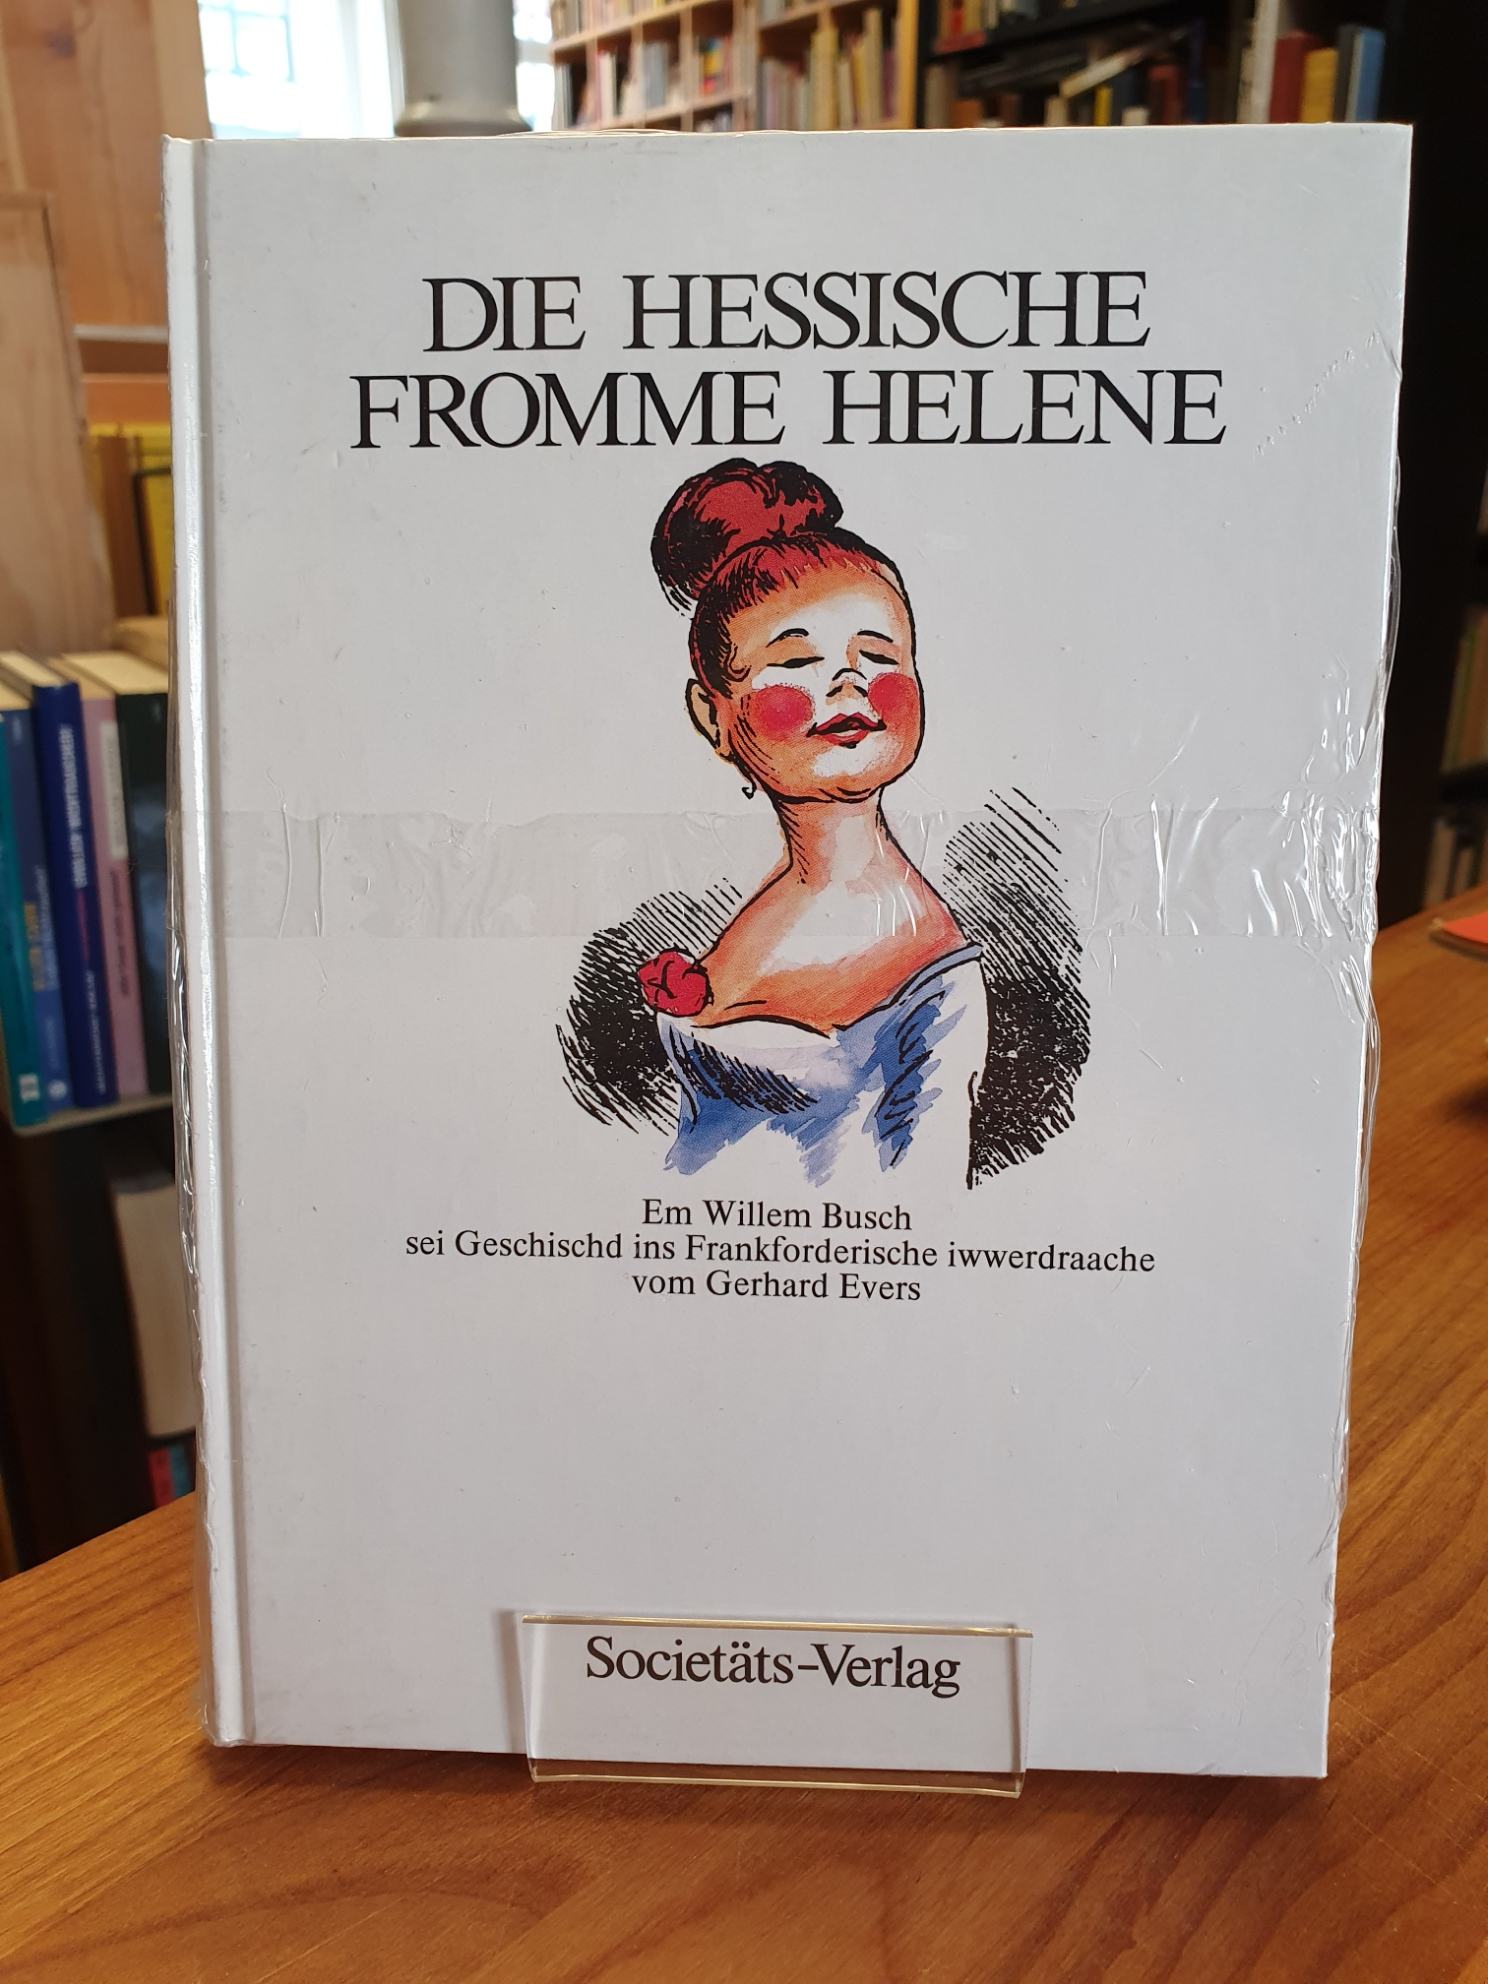 DIE HESSISCHE
FROMME HELENE
Em Willem Busch
sei Geschischd ins Frankforderische iwwerdraache
vom Gerhard Evers
Societäts-Verlag